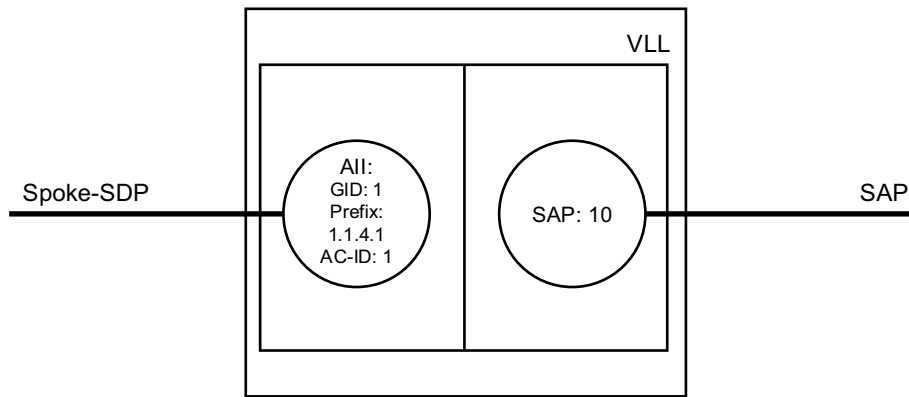 VLL
Spoke-SDP
AII:
GID: 1
Prefix:
1.1.4.1
AC-ID: 1
SAP: 10
SAP